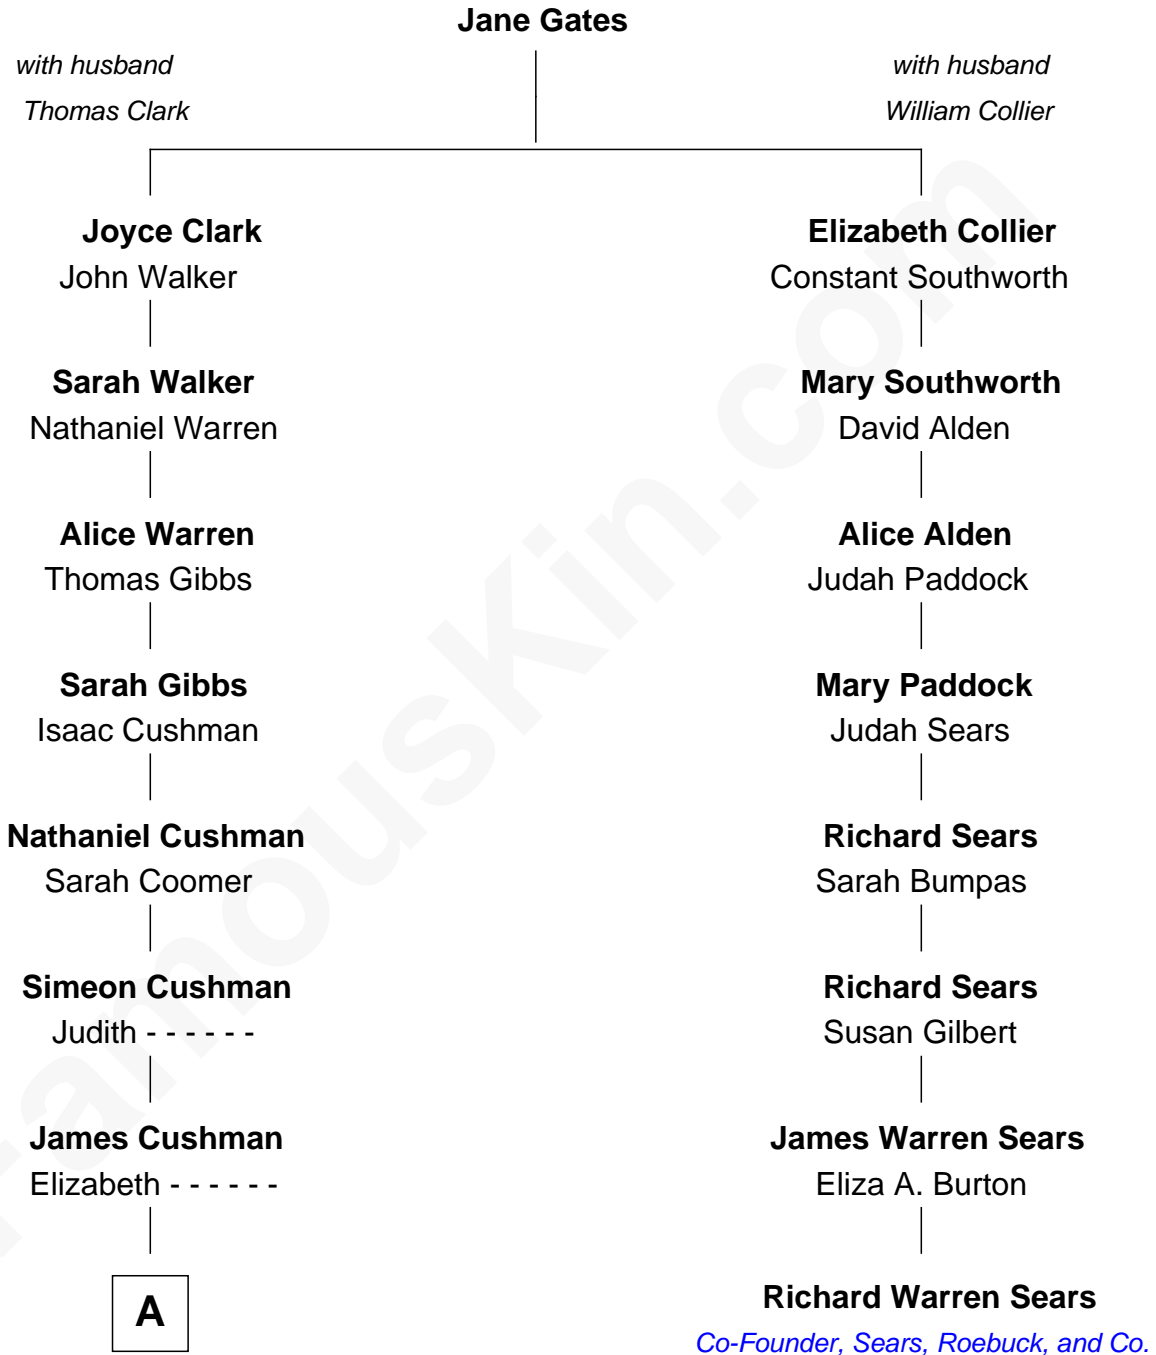 Jane Gates
with husband
Thomas Clark
with husband
William Collier
Joyce Clark
John Walker
Elizabeth Collier
Constant Southworth
Sarah Walker
Nathaniel Warren
Mary Southworth
David Alden
Alice Warren
Thomas Gibbs
Alice Alden
Judah Paddock
Sarah Gibbs
Isaac Cushman
Mary Paddock
Judah Sears
Nathaniel Cushman
Sarah Coomer
Richard Sears
Sarah Bumpas
Simeon Cushman
Judith - - - - - -
Richard Sears
Susan Gilbert
James Cushman
Elizabeth - - - - - -
James Warren Sears
Eliza A. Burton
A
Richard Warren Sears
Co-Founder, Sears, Roebuck, and Co.
FamousKin.com